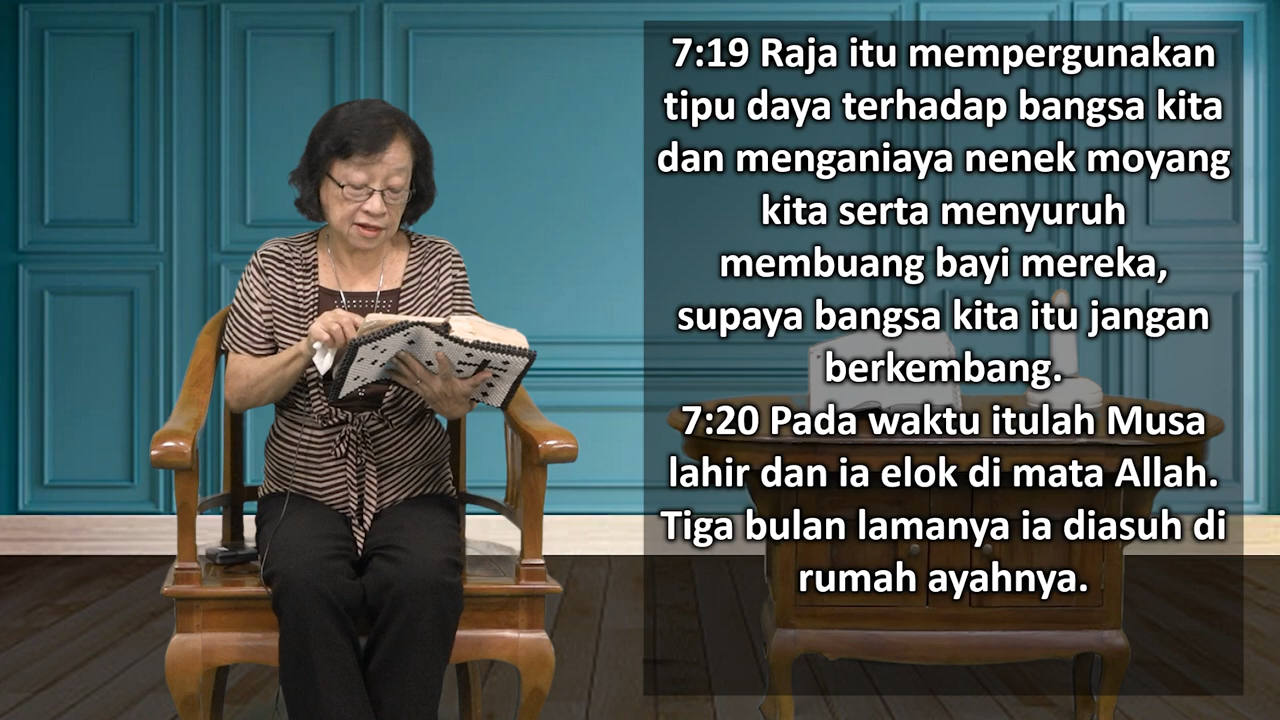 7:19 Raja itu mempergunakan
tipu daya terhadap bangsa kita
dan menganiaya nenek moyang
kita serta menyuruh
membuang bayi mereka,
supaya bangsa kita itu jangan
berkembang.
7:20 Pada waktu itulah Musa
lahir dan ia elok di mata Allah.
Tiga bulan lamanya ia diasuh di
rumah ayahnya.